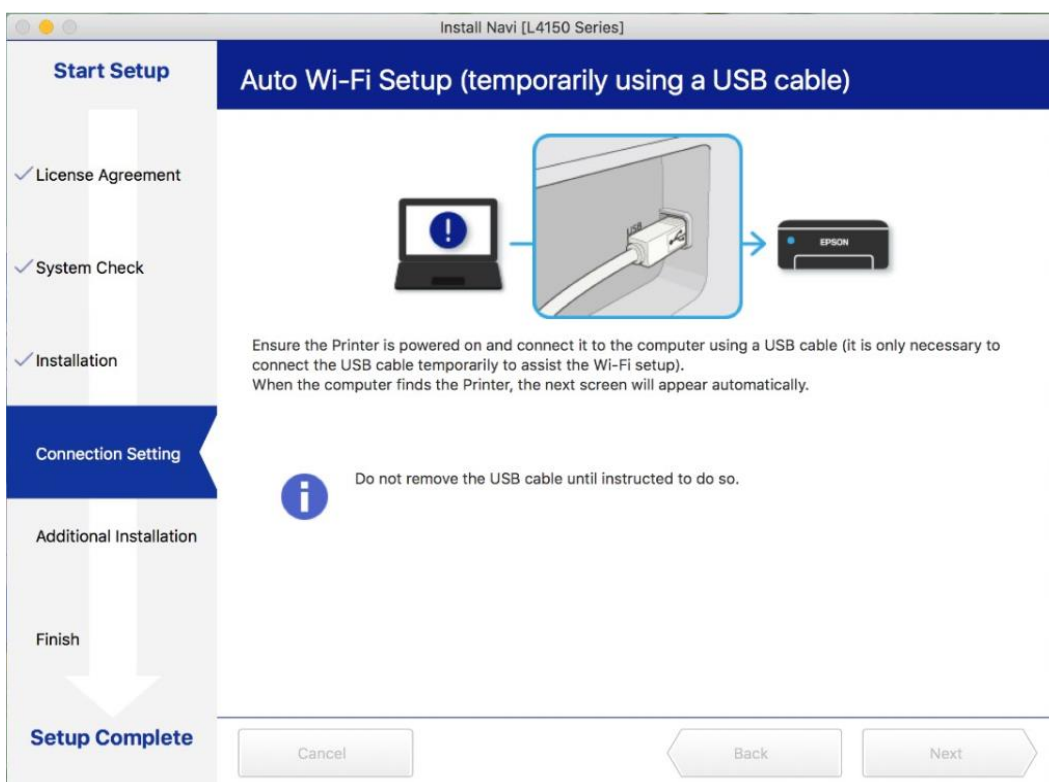 Install Navi [L4150 Series]
Start Setup
License Agreement
System Check
Installation
Connection Setting
Additional Installation
Finish
Setup Complete
Auto Wi-Fi Setup (temporarily using a USB cable)
USB
EPSON
Ensure the Printer is powered on and connect it to the computer using a USB cable (it is only necessary to
connect the USB cable temporarily to assist the Wi-Fi setup).
When the computer finds the Printer, the next screen will appear automatically.
Do not remove the USB cable until instructed to do so.
Cancel
Back
Next